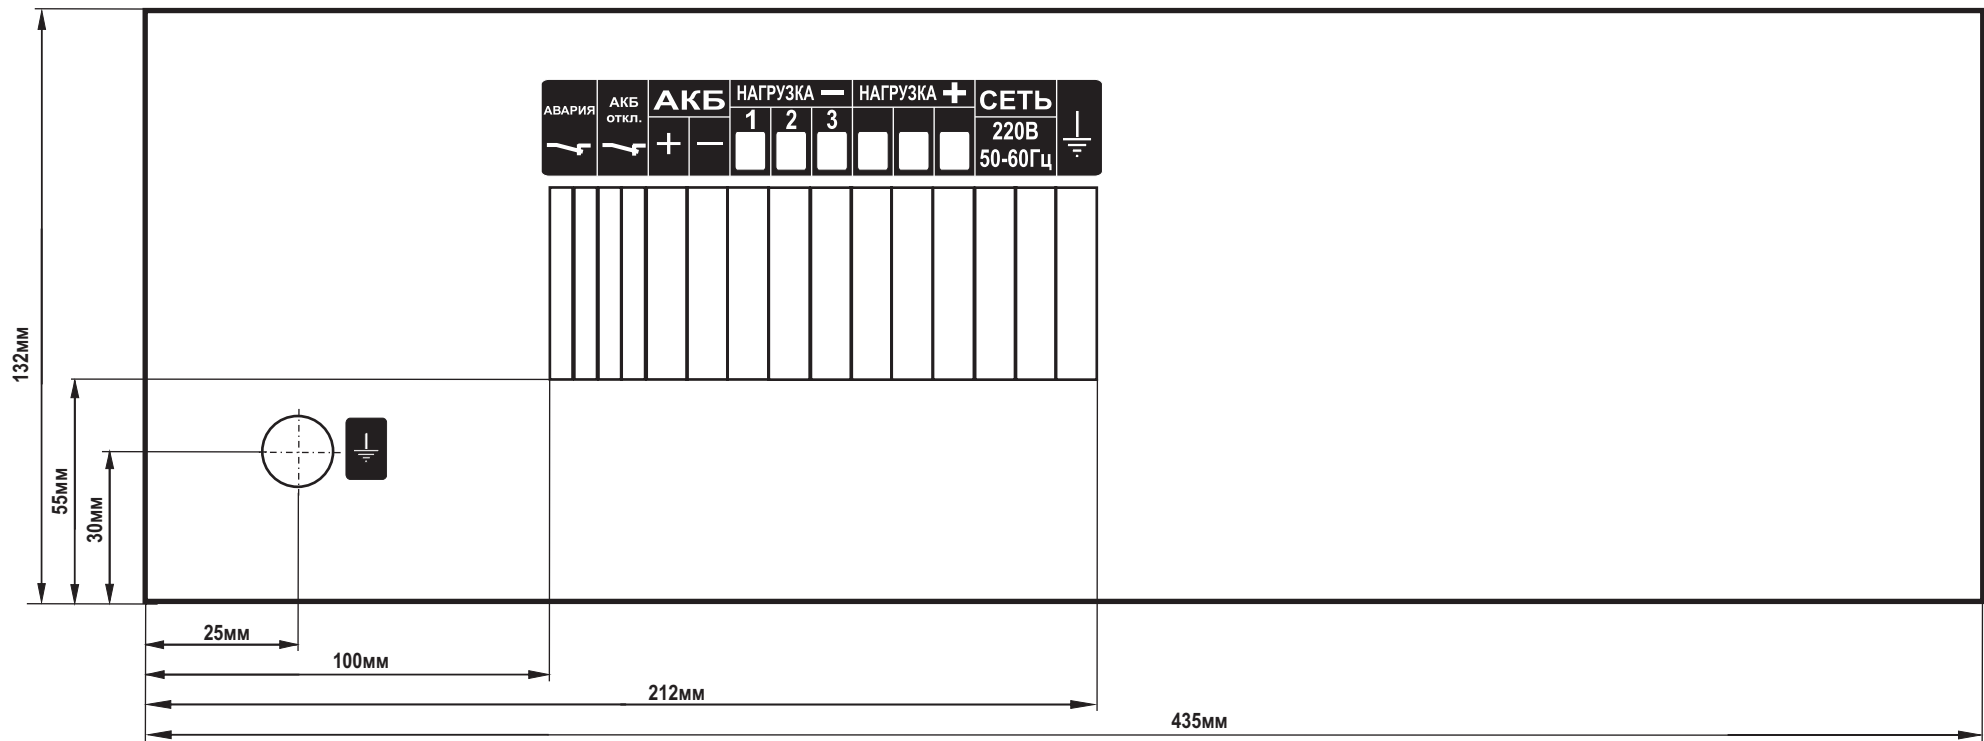 АВАРИЯ
АКБ
откл.
АКБ
+ −
НАГРУЗКА −
1 2 3
НАГРУЗКА +
СЕТЬ
220В
50-60Гц
132мм
55мм
30мм
25мм
100мм
212мм
435мм